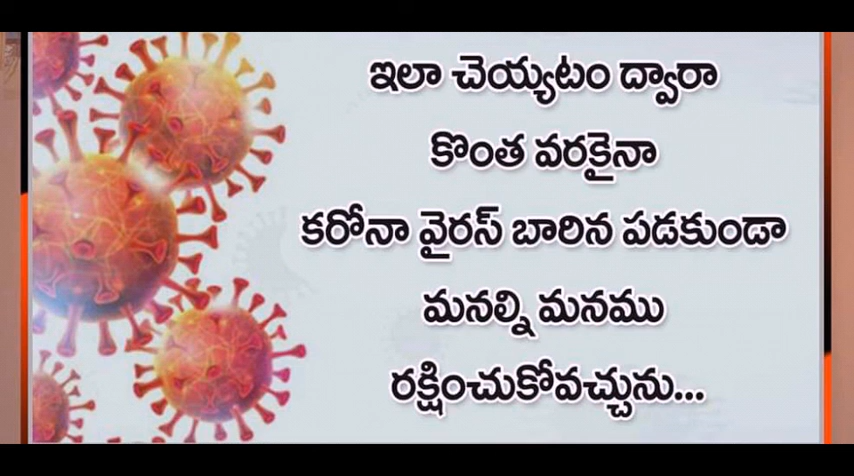 ఇలా చెయ్యటం ద్వారా
కొంత వరకైనా
కరోనా వైరస్ బారిన పడకుండా
మనల్ని మనము
రక్షించుకోవచ్చును...